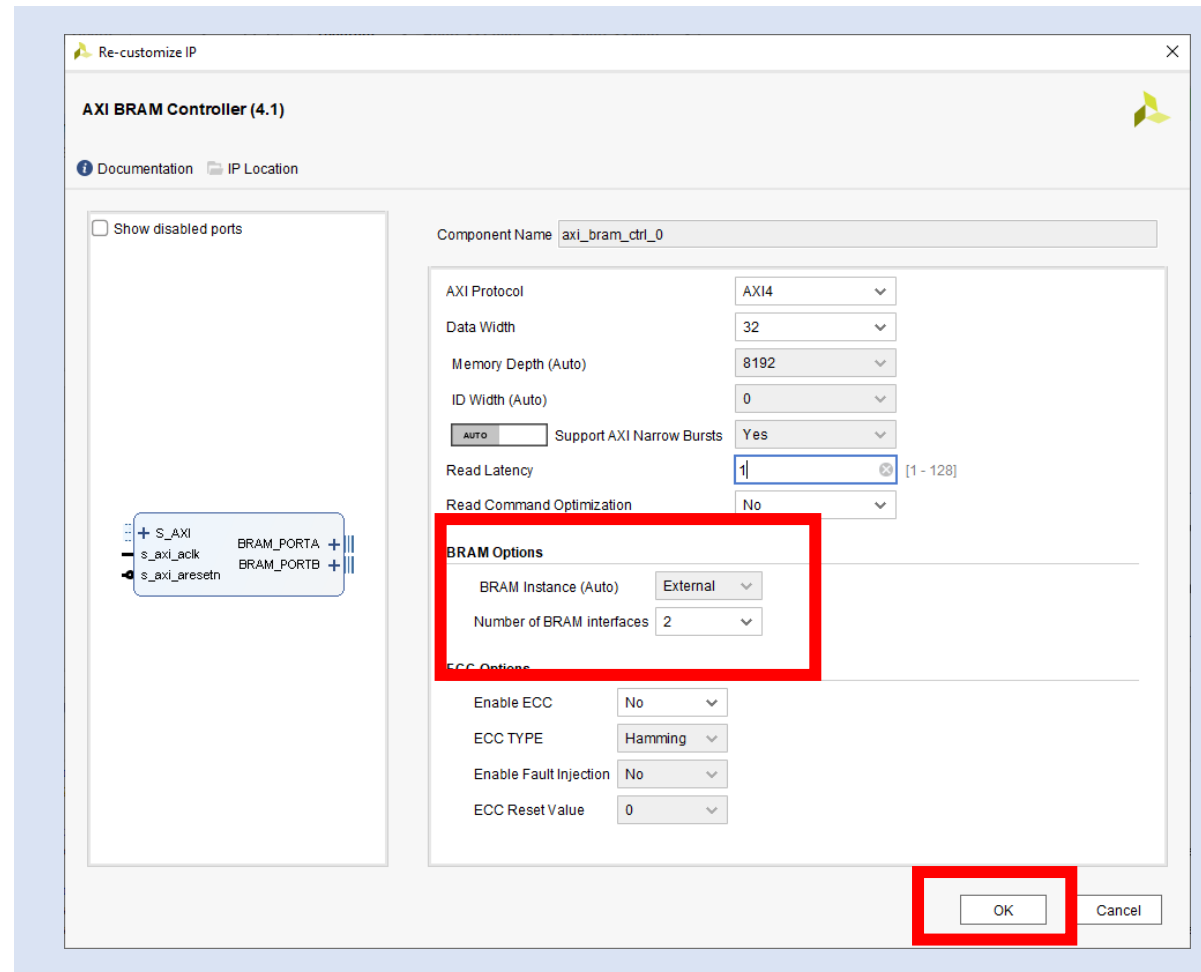 Re-customize IP
AXI BRAM Controller (4.1)
Documentation IP Location
Show disabled ports
S_AXI
s_axi_aclk
s_axi_aresetn
BRAM_PORTA
BRAM_PORTB
Component Name axi_bram_ctrl_0
AXI Protocol AXI4
Data Width 32
Memory Depth (Auto) 8192
ID Width (Auto) 0
AUTO Support AXI Narrow Bursts Yes
Read Latency 1 [1 - 128]
Read Command Optimization No
BRAM Options
BRAM Instance (Auto) External
Number of BRAM interfaces 2
ECC Options
Enable ECC No
ECC TYPE Hamming
Enable Fault Injection No
ECC Reset Value 0
OK Cancel